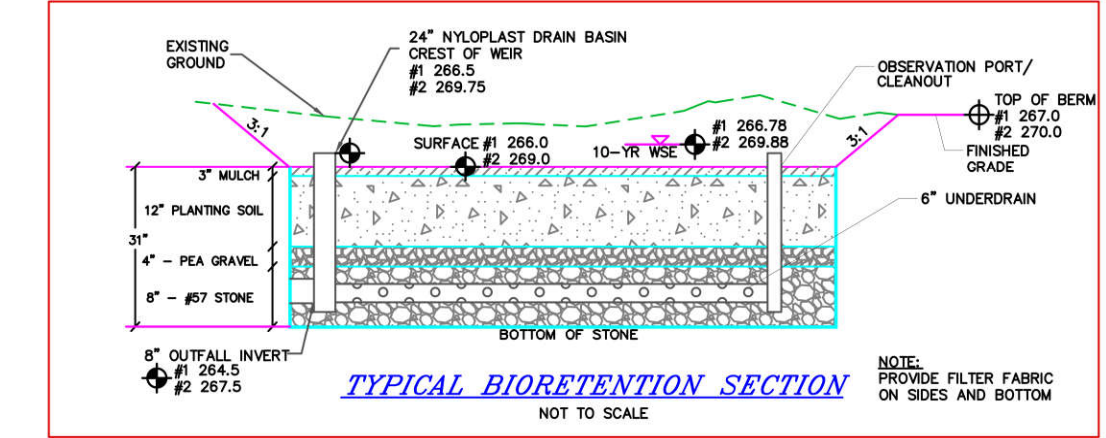 EXISTING
GROUND
24" NYLOPLAST DRAIN BASIN
CREST OF WEIR
#1 266.5
#2 269.75
OBSERVATION PORT/
CLEANOUT
TOP OF BERM
#1 267.0
#2 270.0
FINISHED
GRADE
3:1
3:1
SURFACE #1 266.0
#2 269.0
10-YR WSE
#1 266.78
#2 269.88
3" MULCH
12" PLANTING SOIL
31"
4" - PEA GRAVEL
8" - #57 STONE
6" UNDERDRAIN
BOTTOM OF STONE
8" OUTFALL INVERT
#1 264.5
#2 267.5
TYPICAL BIORETENTION SECTION
NOT TO SCALE
NOTE:
PROVIDE FILTER FABRIC
ON SIDES AND BOTTOM